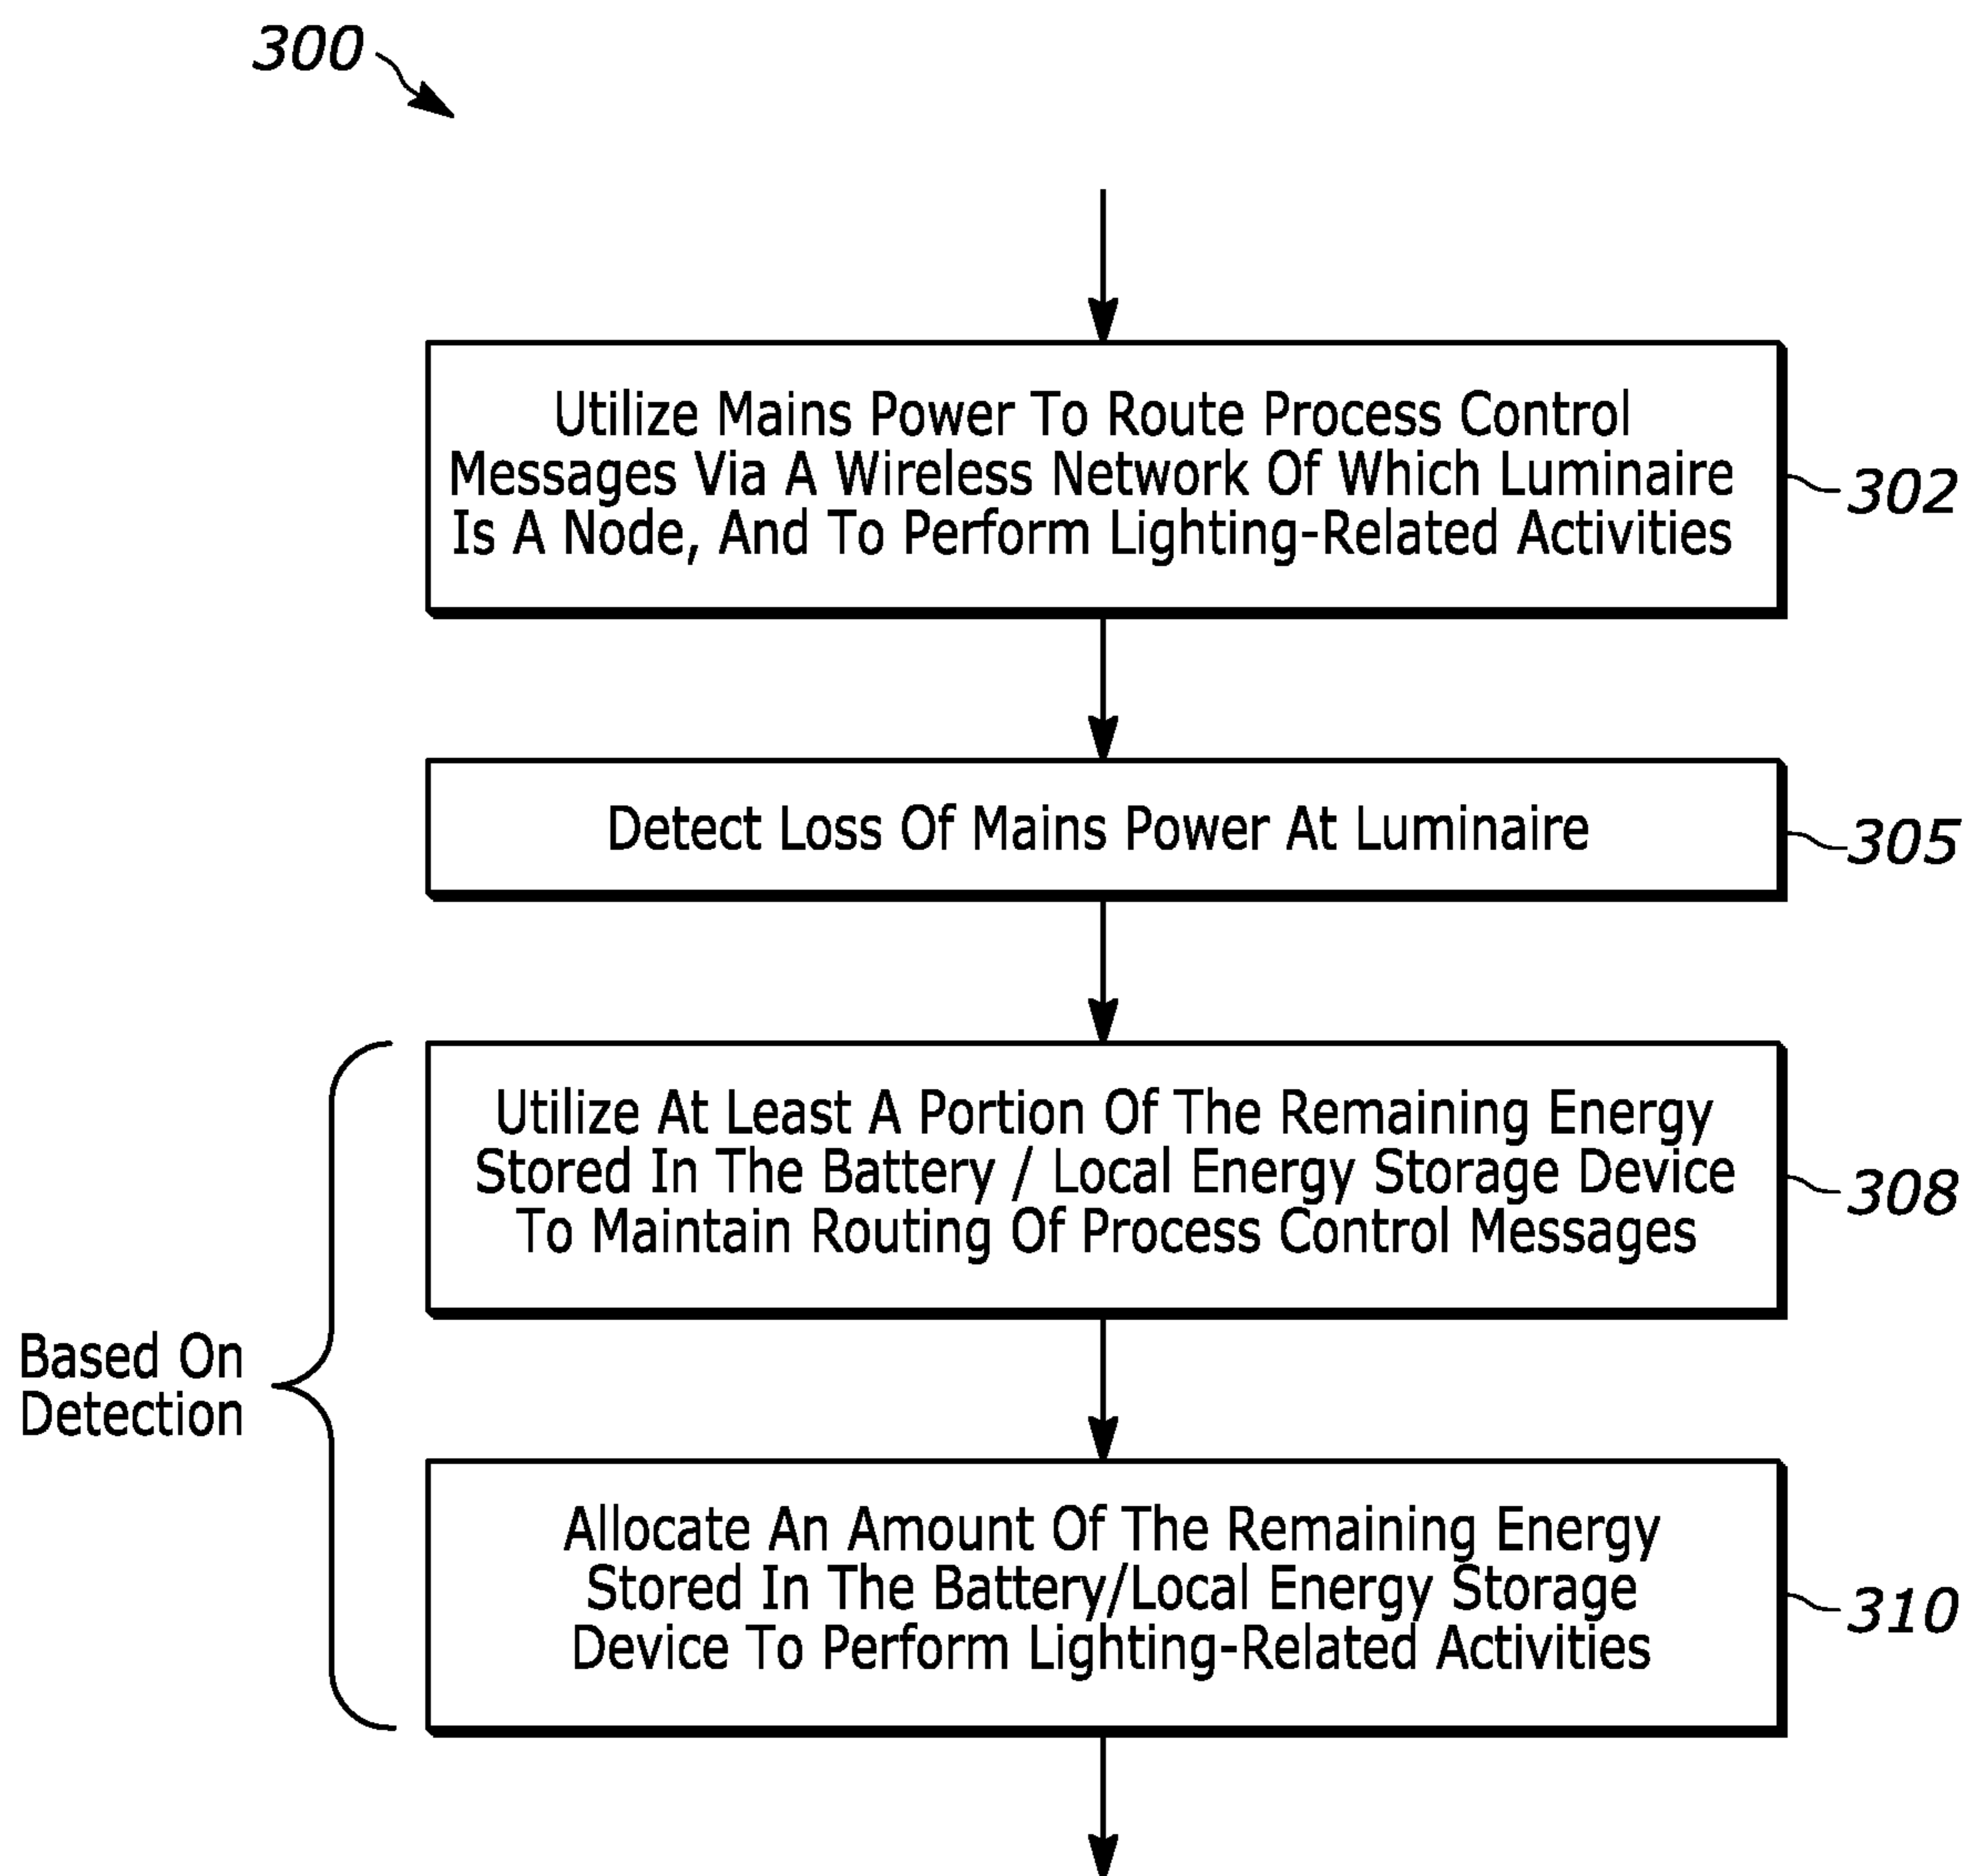 300
Utilize Mains Power To Route Process Control
Messages Via A Wireless Network Of Which Luminaire
Is A Node, And To Perform Lighting-Related Activities
302
Detect Loss Of Mains Power At Luminaire
305
Utilize At Least A Portion Of The Remaining Energy
Stored In The Battery / Local Energy Storage Device
To Maintain Routing Of Process Control Messages
308
Based On
Detection
Allocate An Amount Of The Remaining Energy
Stored In The Battery/Local Energy Storage
Device To Perform Lighting-Related Activities
310